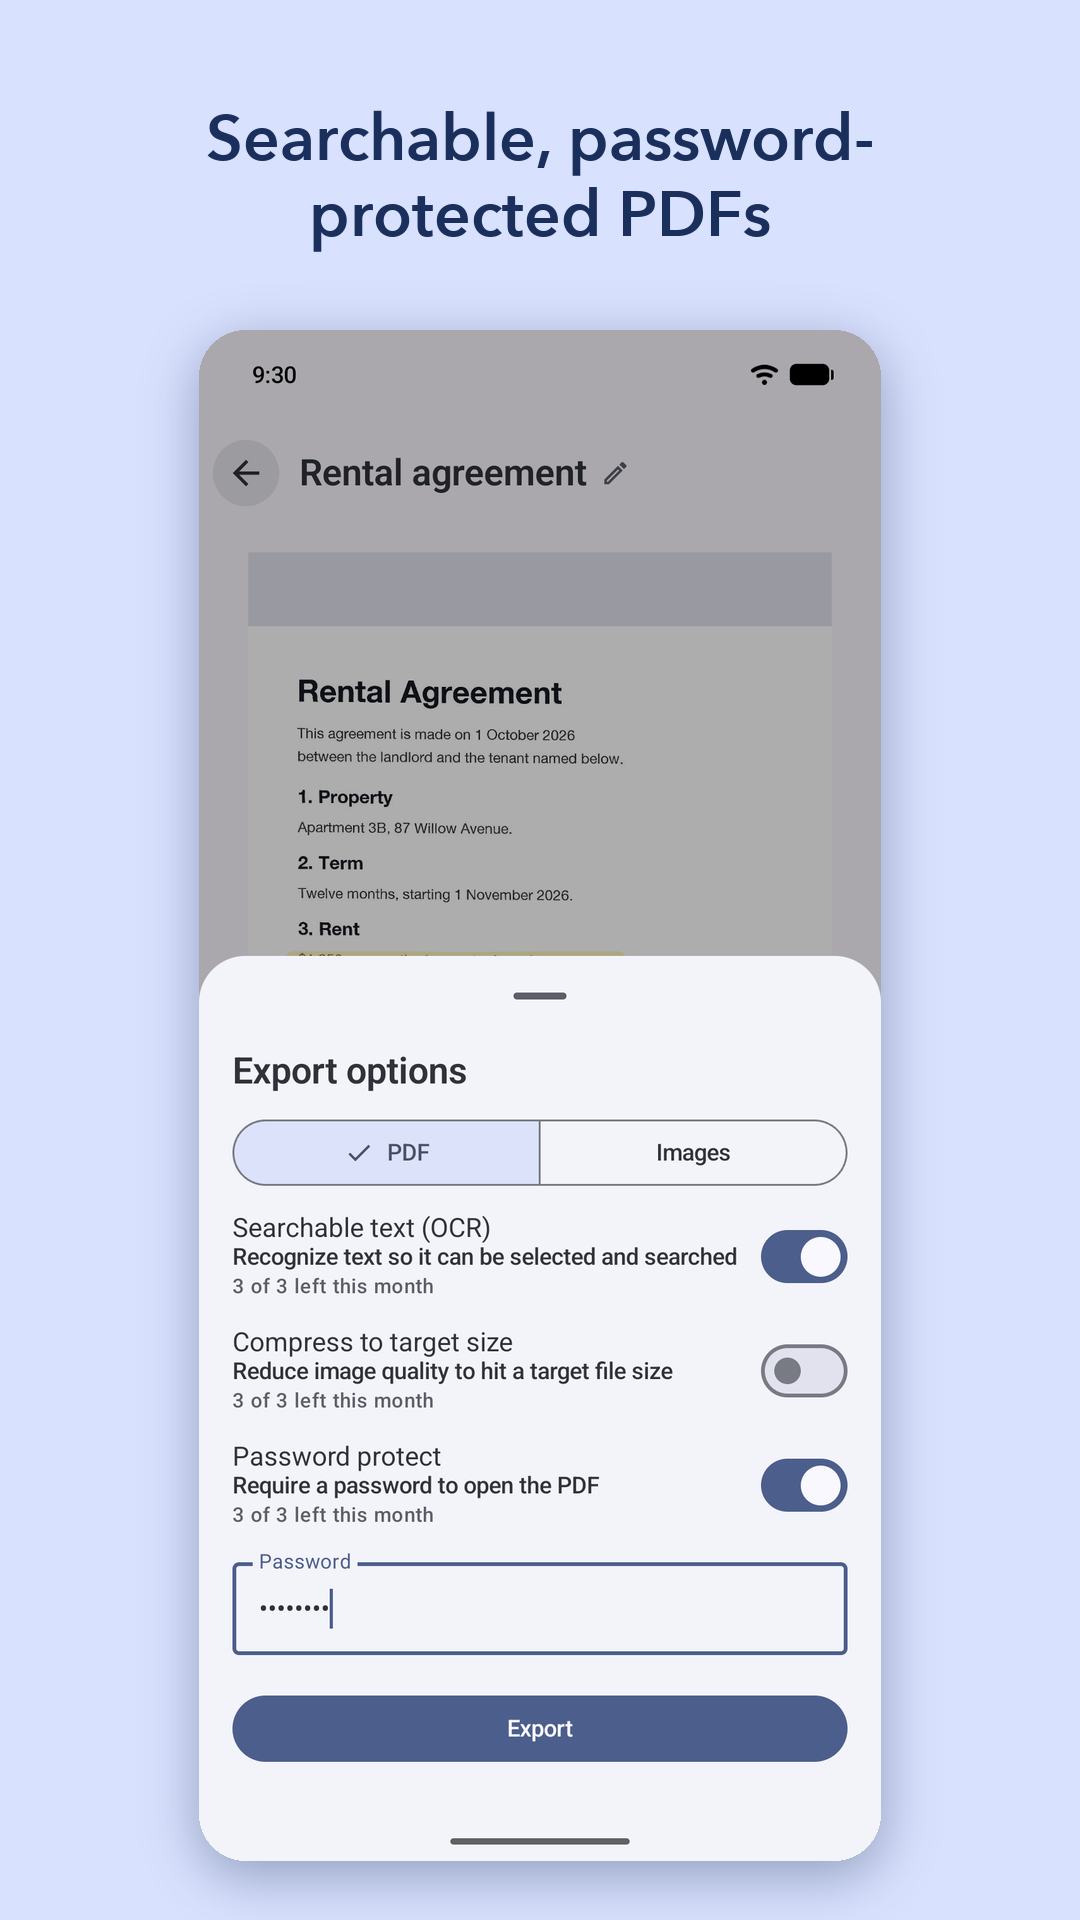 Searchable, password-
protected PDFs
9:30
Rental agreement
Rental Agreement
This agreement is made on 1 October 2026
between the landlord and the tenant named below.
1. Property
Apartment 3B, 87 Willow Avenue.
2. Term
Twelve months, starting 1 November 2026.
3. Rent
Export options
PDF
Images
Searchable text (OCR)
Recognize text so it can be selected and searched
3 of 3 left this month
Compress to target size
Reduce image quality to hit a target file size
3 of 3 left this month
Password protect
Require a password to open the PDF
3 of 3 left this month
Password
••••••••
Export